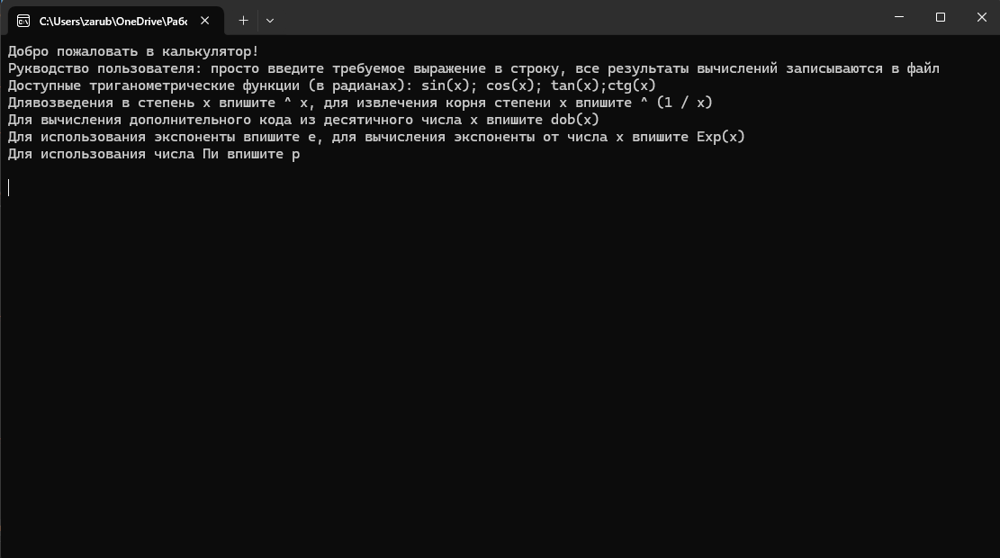 C:\Users\zarub\OneDrive\Рабс
Добро пожаловать в калькулятор!
Рукводство пользователя: просто введите требуемое выражение в строку, все результаты вычислений записываются в файл
Доступные триганометрические функции (в радианах): sin(x); cos(x); tan(x);ctg(x)
Длявозведения в степень x впишите ^ x, для извлечения корня степени x впишите ^ (1 / x)
Для вычисления дополнительного кода из десятичного числа x впишите dob(x)
Для использования экспоненты впишите e, для вычисления экспоненты от числа x впишите Exp(x)
Для использования числа Пи впишите p